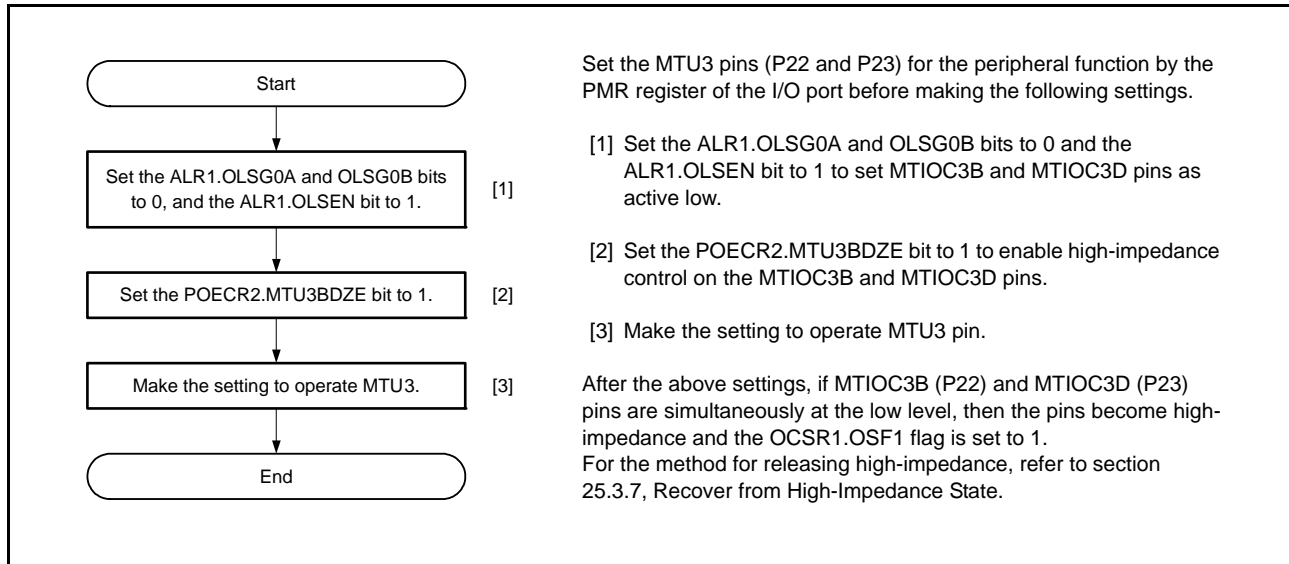 Start
Set the ALR1.OLSG0A and OLSG0B bits
to 0, and the ALR1.OLSEN bit to 1.
[1]
Set the POECR2.MTU3BDZE bit to 1.
[2]
Make the setting to operate MTU3.
[3]
End
Set the MTU3 pins (P22 and P23) for the peripheral function by the
PMR register of the I/O port before making the following settings.
[1] Set the ALR1.OLSG0A and OLSG0B bits to 0 and the
ALR1.OLSEN bit to 1 to set MTIOC3B and MTIOC3D pins as
active low.
[2] Set the POECR2.MTU3BDZE bit to 1 to enable high-impedance
control on the MTIOC3B and MTIOC3D pins.
[3] Make the setting to operate MTU3 pin.
After the above settings, if MTIOC3B (P22) and MTIOC3D (P23)
pins are simultaneously at the low level, then the pins become high-
impedance and the OCSR1.OSF1 flag is set to 1.
For the method for releasing high-impedance, refer to section
25.3.7, Recover from High-Impedance State.